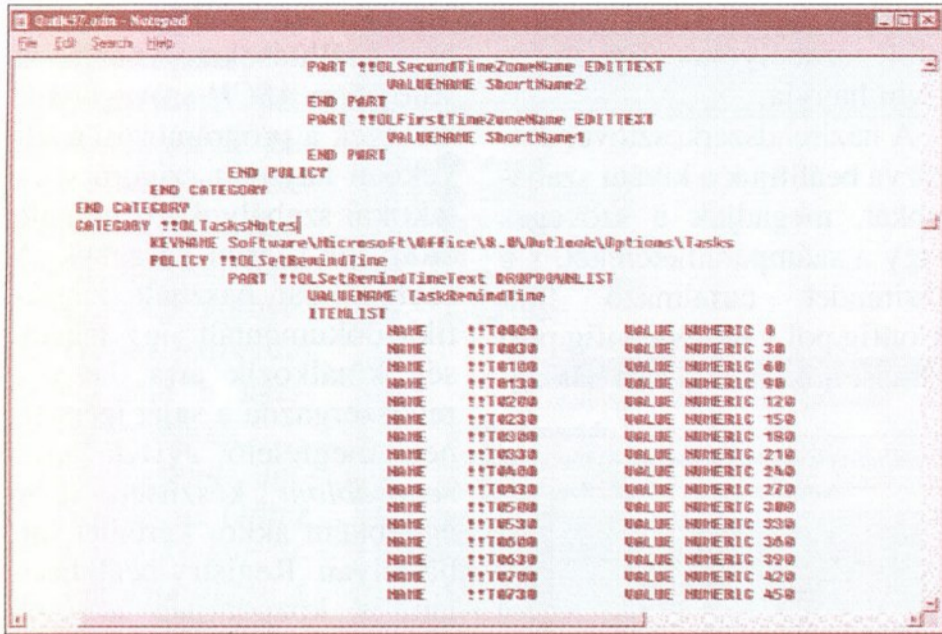 Outlk97.adm - Notepad
File Edit Search Help
PART !!OLSecundTimeZoneName EDITTEXT
VALUENAME ShortName2
END PART
PART !!OLFirstTimeZoneName EDITTEXT
VALUENAME ShortName1
END PART
END POLICY
END CATEGORY
END CATEGORY
CATEGORY !!OLTasksNotes
KEYNAME Software\Microsoft\Office\8.0\Outlook\Options\Tasks
POLICY !!OLSetRemindTime
PART !!OLSetRemindTimeText DROPDOWNLIST
VALUENAME TaskRemindTime
ITEMLIST
NAME !!T0000 VALUE NUMERIC 0
NAME !!T0030 VALUE NUMERIC 30
NAME !!T0100 VALUE NUMERIC 60
NAME !!T0130 VALUE NUMERIC 90
NAME !!T0200 VALUE NUMERIC 120
NAME !!T0230 VALUE NUMERIC 150
NAME !!T0300 VALUE NUMERIC 180
NAME !!T0330 VALUE NUMERIC 210
NAME !!T0400 VALUE NUMERIC 240
NAME !!T0430 VALUE NUMERIC 270
NAME !!T0500 VALUE NUMERIC 300
NAME !!T0530 VALUE NUMERIC 330
NAME !!T0600 VALUE NUMERIC 360
NAME !!T0630 VALUE NUMERIC 390
NAME !!T0700 VALUE NUMERIC 420
NAME !!T0730 VALUE NUMERIC 450